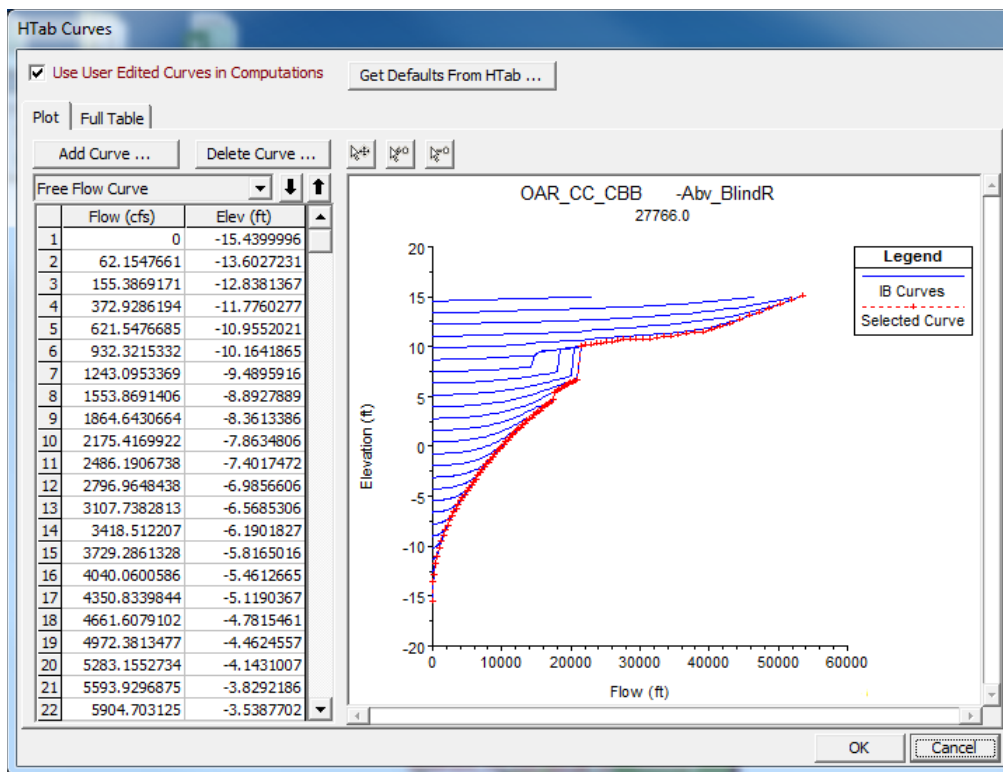 HTab Curves
Use User Edited Curves in Computations
Get Defaults From HTab ...
Plot
Full Table
Add Curve ...
Delete Curve ...
Free Flow Curve
Flow (cfs) Elev (ft)
1 0 -15.4399996
2 62.1547661 -13.6027231
3 155.3869171 -12.8381367
4 372.9286194 -11.7760277
5 621.5476685 -10.9552021
6 932.3215332 -10.1641865
7 1243.0953369 -9.4895916
8 1553.8691406 -8.8927889
9 1864.6430664 -8.3613386
10 2175.4169922 -7.8634806
11 2486.1906738 -7.4017472
12 2796.9648438 -6.9856606
13 3107.7382813 -6.5685306
14 3418.512207 -6.1901827
15 3729.2861328 -5.8165016
16 4040.0600586 -5.4612665
17 4350.8339844 -5.1190367
18 4661.6079102 -4.7815461
19 4972.3813477 -4.4624557
20 5283.1552734 -4.1431007
21 5593.9296875 -3.8292186
22 5904.703125 -3.5387702
OAR_CC_CBB -Abv_BlindR
27766.0
Legend
IB Curves
Selected Curve
20
15
10
5
0
-5
-10
-15
-20
Elevation (ft)
0 10000 20000 30000 40000 50000 60000
Flow (ft)
OK
Cancel